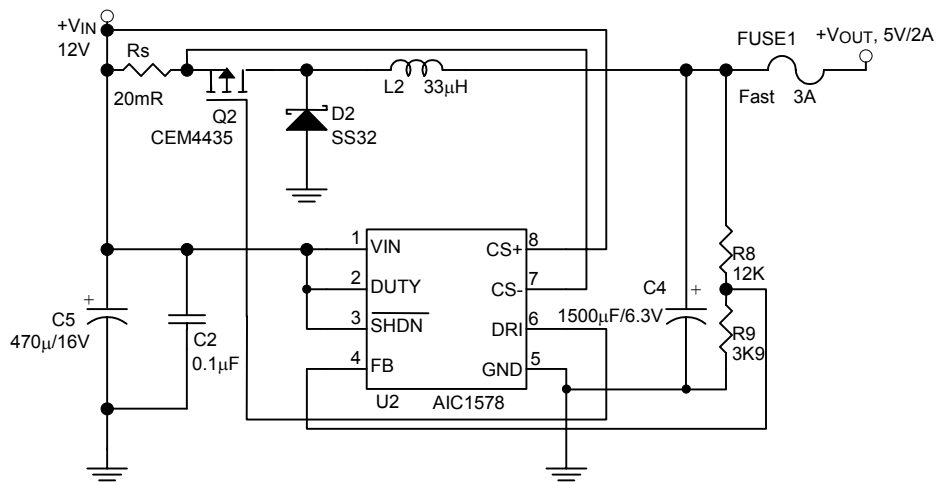 +VIN
12V
Rs
20mR
Q2
CEM4435
D2
SS32
L2 33μH
FUSE1
Fast 3A
+VOUT, 5V/2A
1 VIN
2 DUTY
3 SHDN
4 FB
CS+ 8
CS- 7
DRI 6
GND 5
U2 AIC1578
+
C5
470μ/16V
C2
0.1μF
C4 +
1500μF/6.3V
R8
12K
R9
3K9